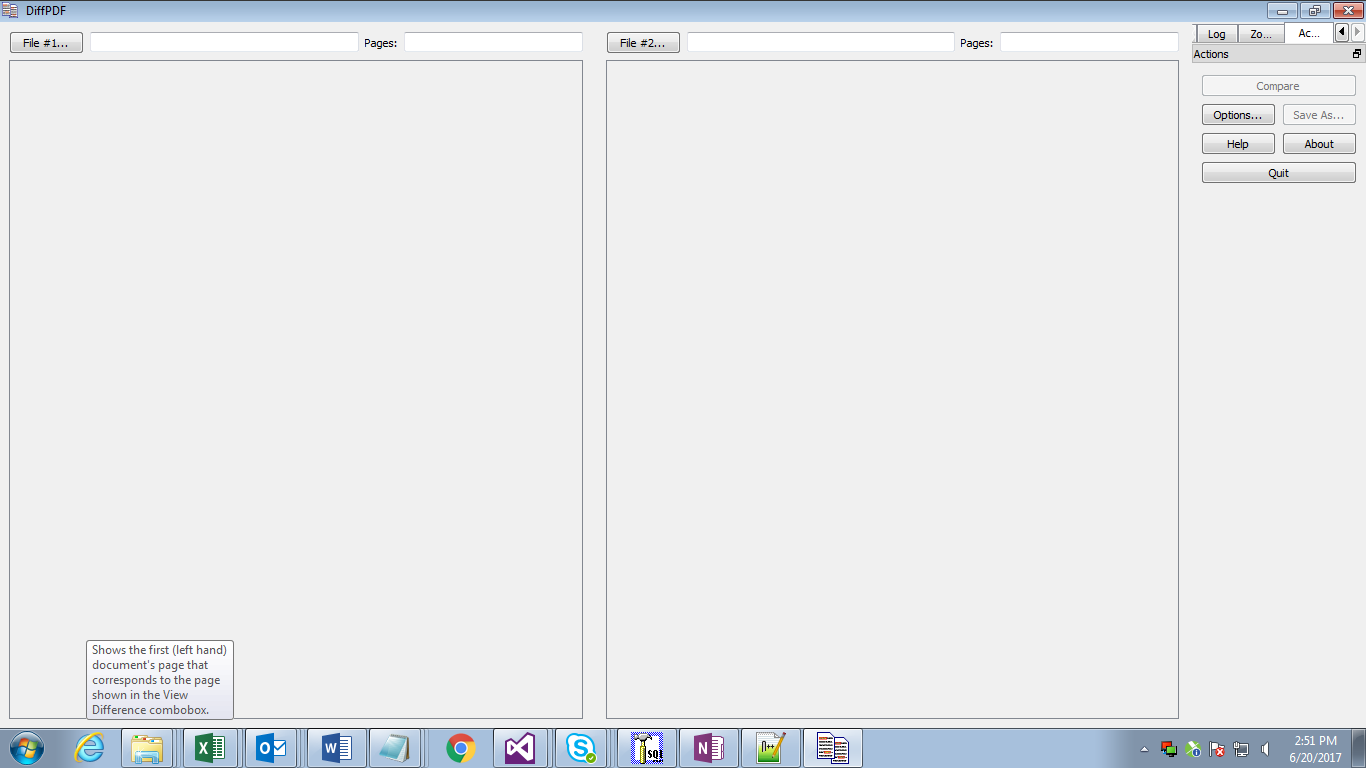 DiffPDF
File #1... Pages: File #2... Pages:
Log Zo... Ac...
Actions
Compare
Options... Save As...
Help About
Quit
Shows the first (left hand)
document's page that
corresponds to the page
shown in the View
Difference combobox.
2:51 PM
6/20/2017